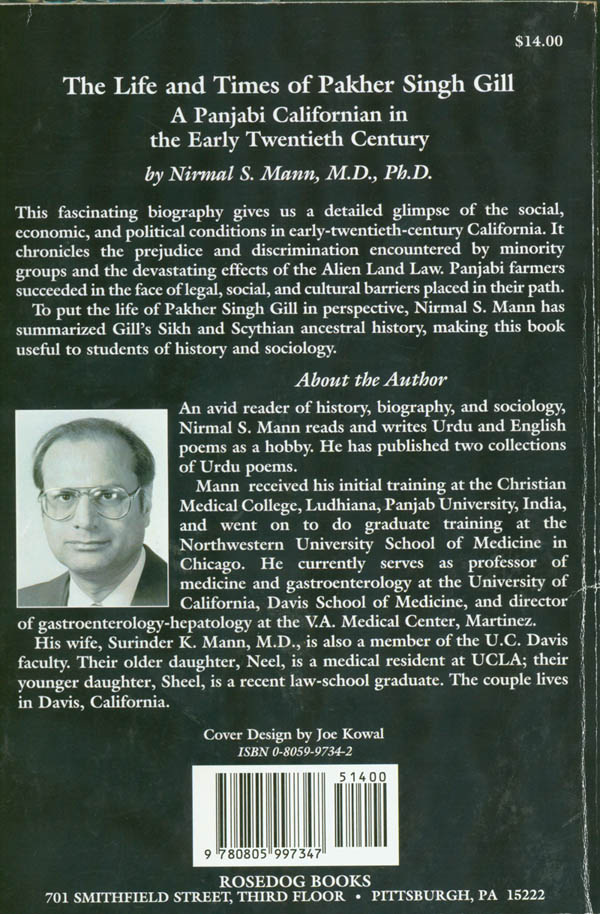 $14.00
The Life and Times of Pakher Singh Gill
A Panjabi Californian in
the Early Twentieth Century
by Nirmal S. Mann, M.D., Ph.D.
This fascinating biography gives us a detailed glimpse of the social,
economic, and political conditions in early-twentieth-century California. It
chronicles the prejudice and discrimination encountered by minority
groups and the devastating effects of the Alien Land Law. Panjabi farmers
succeeded in the face of legal, social, and cultural barriers placed in their path.
To put the life of Pakher Singh Gill in perspective, Nirmal S. Mann has
summarized Gill's Sikh and Scythian ancestral history, making this book
useful to students of history and sociology.
About the Author
An avid reader of history, biography, and sociology,
Nirmal S. Mann reads and writes Urdu and English
poems as a hobby. He has published two collections
of Urdu poems.
Mann received his initial training at the Christian
Medical College, Ludhiana, Panjab University, India,
and went on to do graduate training at the
Northwestern University School of Medicine in
Chicago. He currently serves as professor of
medicine and gastroenterology at the University of
California, Davis School of Medicine, and director
of gastroenterology-hepatology at the V.A. Medical Center, Martinez.
His wife, Surinder K. Mann, M.D., is also a member of the U.C. Davis
faculty. Their older daughter, Neel, is a medical resident at UCLA; their
younger daughter, Sheel, is a recent law-school graduate. The couple lives
in Davis, California.
Cover Design by Joe Kowal
ISBN 0-8059-9734-2
51400
9 780805 997347
ROSEDOG BOOKS
701 SMITHFIELD STREET, THIRD FLOOR • PITTSBURGH, PA 15222